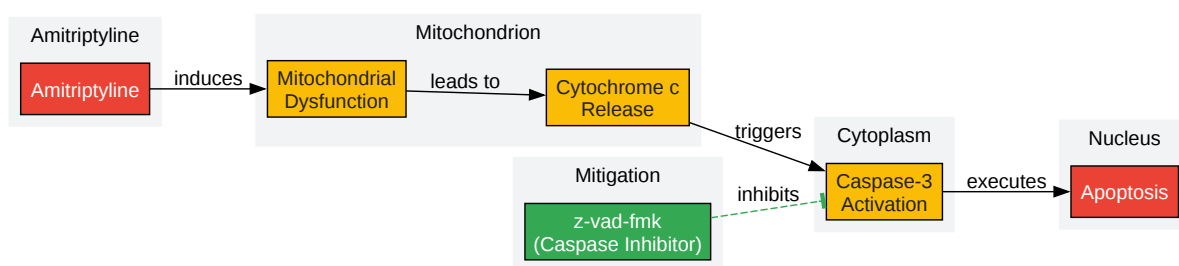 Amitriptyline
Amitriptyline
induces
Mitochondrion
Mitochondrial
Dysfunction
leads to
Cytochrome c
Release
triggers
Mitigation
z-vad-fmk
(Caspase Inhibitor)
inhibits
Cytoplasm
Caspase-3
Activation
executes
Nucleus
Apoptosis